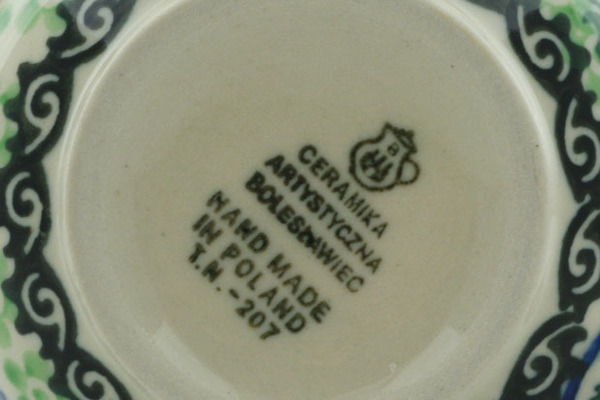 B
CERAMIKA
ARTYSTYCZNA
BOLESŁAWIEC
HAND MADE
IN POLAND
T.N.-207